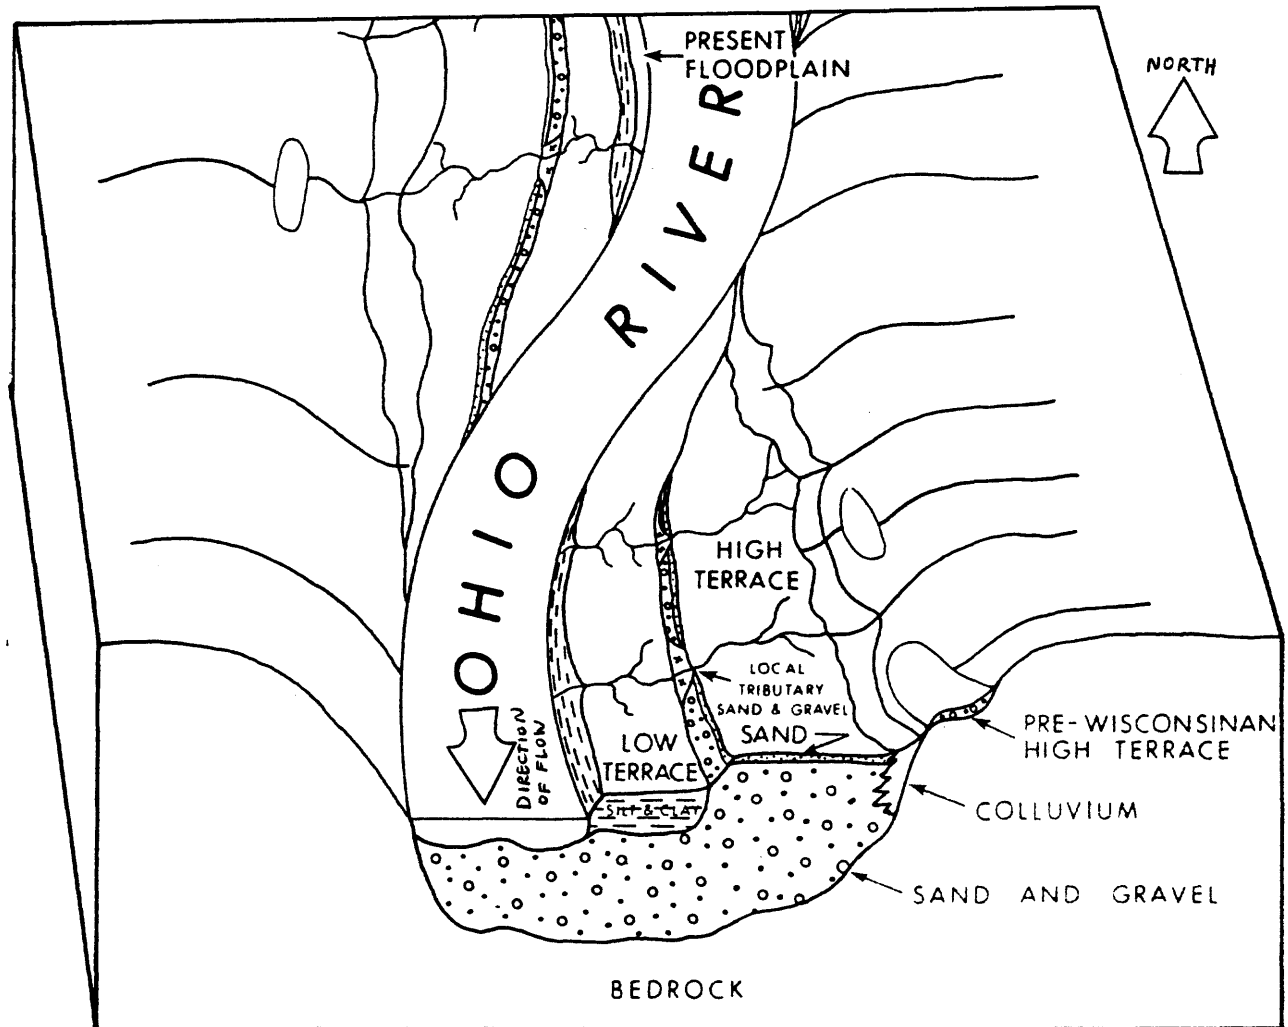 PRESENT
FLOODPLAIN
NORTH
OHIO RIVER
HIGH
TERRACE
LOCAL
TRIBUTARY
SAND & GRAVEL
SAND
PRE-WISCONSINAN
HIGH TERRACE
LOW
TERRACE
DIRECTION
OF FLOW
SILT & CLAY
COLLUVIUM
SAND AND GRAVEL
BEDROCK